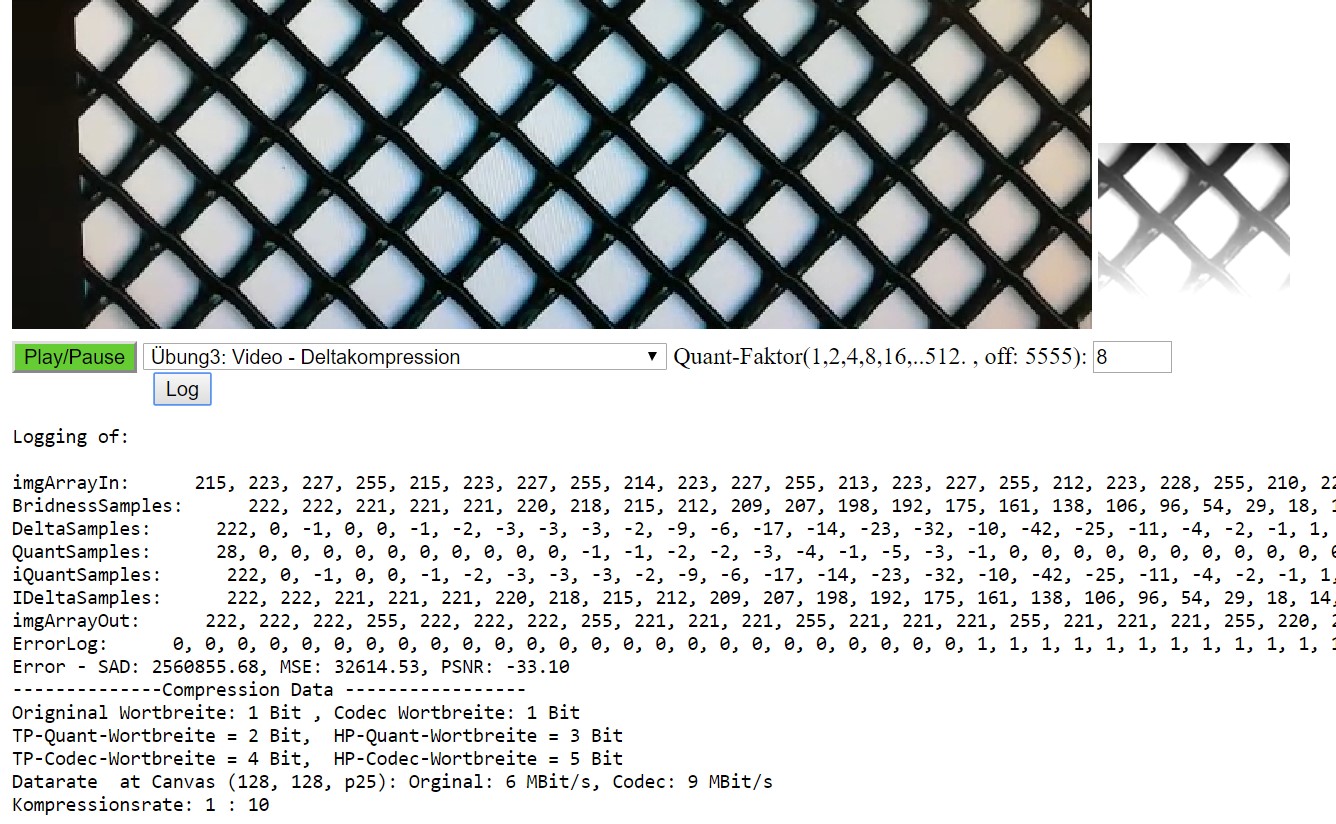 Play/Pause Übung3: Video - Deltakompression Quant-Faktor(1,2,4,8,16,..512. , off: 5555): 8
Log
Logging of:
imgArrayIn: 215, 223, 227, 255, 215, 223, 227, 255, 214, 223, 227, 255, 213, 223, 227, 255, 212, 223, 228, 255, 210,
BridnessSamples: 222, 222, 221, 221, 221, 220, 218, 215, 212, 209, 207, 198, 192, 175, 161, 138, 106, 96, 54, 29, 18,
DeltaSamples: 222, 0, -1, 0, 0, -1, -2, -3, -3, -3, -2, -9, -6, -17, -14, -23, -32, -10, -42, -25, -11, -4, -2, -1, 1,
QuantSamples: 28, 0, 0, 0, 0, 0, 0, 0, 0, 0, 0, -1, -1, -2, -2, -3, -4, -1, -5, -3, -1, 0, 0, 0, 0, 0, 0, 0, 0, 0,
iQuantSamples: 222, 0, -1, 0, 0, -1, -2, -3, -3, -3, -2, -9, -6, -17, -14, -23, -32, -10, -42, -25, -11, -4, -2, -1, 1,
IDeltaSamples: 222, 222, 221, 221, 221, 220, 218, 215, 212, 209, 207, 198, 192, 175, 161, 138, 106, 96, 54, 29, 18, 14,
imgArrayOut: 222, 222, 222, 255, 222, 222, 222, 255, 221, 221, 221, 255, 221, 221, 221, 255, 221, 221, 221, 255, 220,
ErrorLog: 0, 0, 0, 0, 0, 0, 0, 0, 0, 0, 0, 0, 0, 0, 0, 0, 0, 0, 0, 0, 0, 0, 0, 0, 0, 1, 1, 1, 1, 1, 1, 1, 1, 1, 1, 1,
Error - SAD: 2560855.68, MSE: 32614.53, PSNR: -33.10
--------------Compression Data -----------------
Origninal Wortbreite: 1 Bit , Codec Wortbreite: 1 Bit
TP-Quant-Wortbreite = 2 Bit, HP-Quant-Wortbreite = 3 Bit
TP-Codec-Wortbreite = 4 Bit, HP-Codec-Wortbreite = 5 Bit
Datarate at Canvas (128, 128, p25): Orginal: 6 MBit/s, Codec: 9 MBit/s
Kompressionsrate: 1 : 10